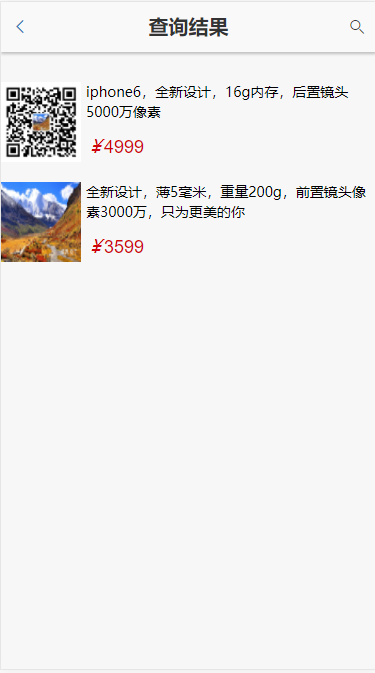 查询结果
iphone6，全新设计，16g内存，后置镜头
5000万像素
¥4999
全新设计，薄5毫米，重量200g，前置镜头像
素3000万，只为更美的你
¥3599